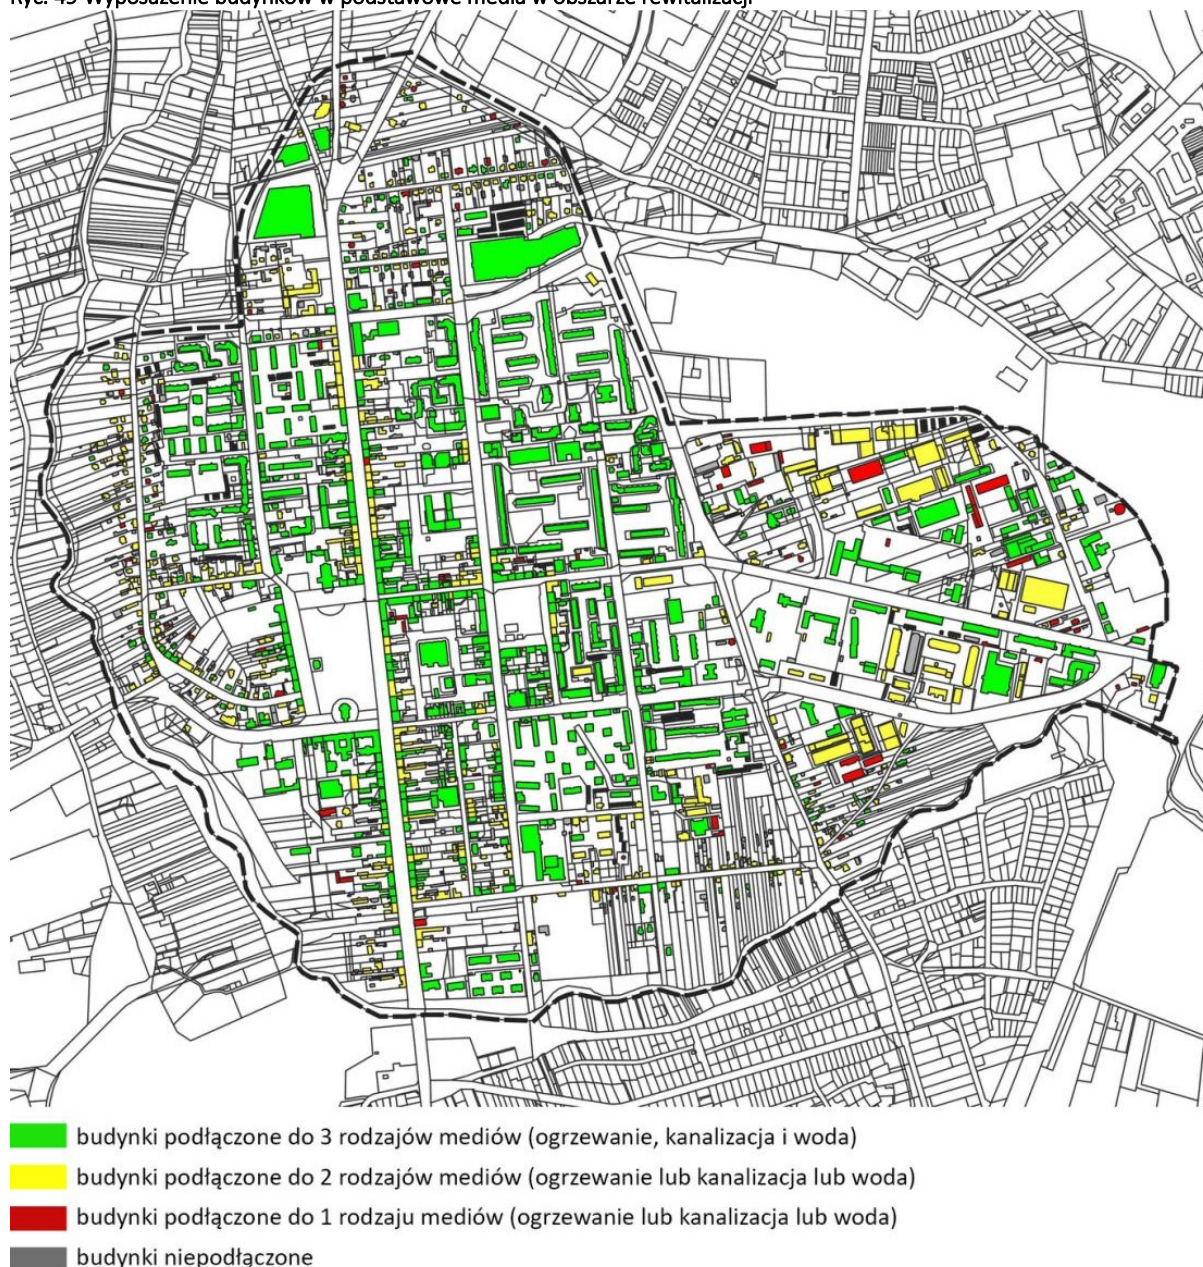 Ryc. 45 Wyposażenie budynków w podstawowe media w obszarze rewitalizacji
budynki podłączone do 3 rodzajów mediów (ogrzewanie, kanalizacja i woda)
budynki podłączone do 2 rodzajów mediów (ogrzewanie lub kanalizacja lub woda)
budynki podłączone do 1 rodzaju mediów (ogrzewanie lub kanalizacja lub woda)
budynki niepodłączone